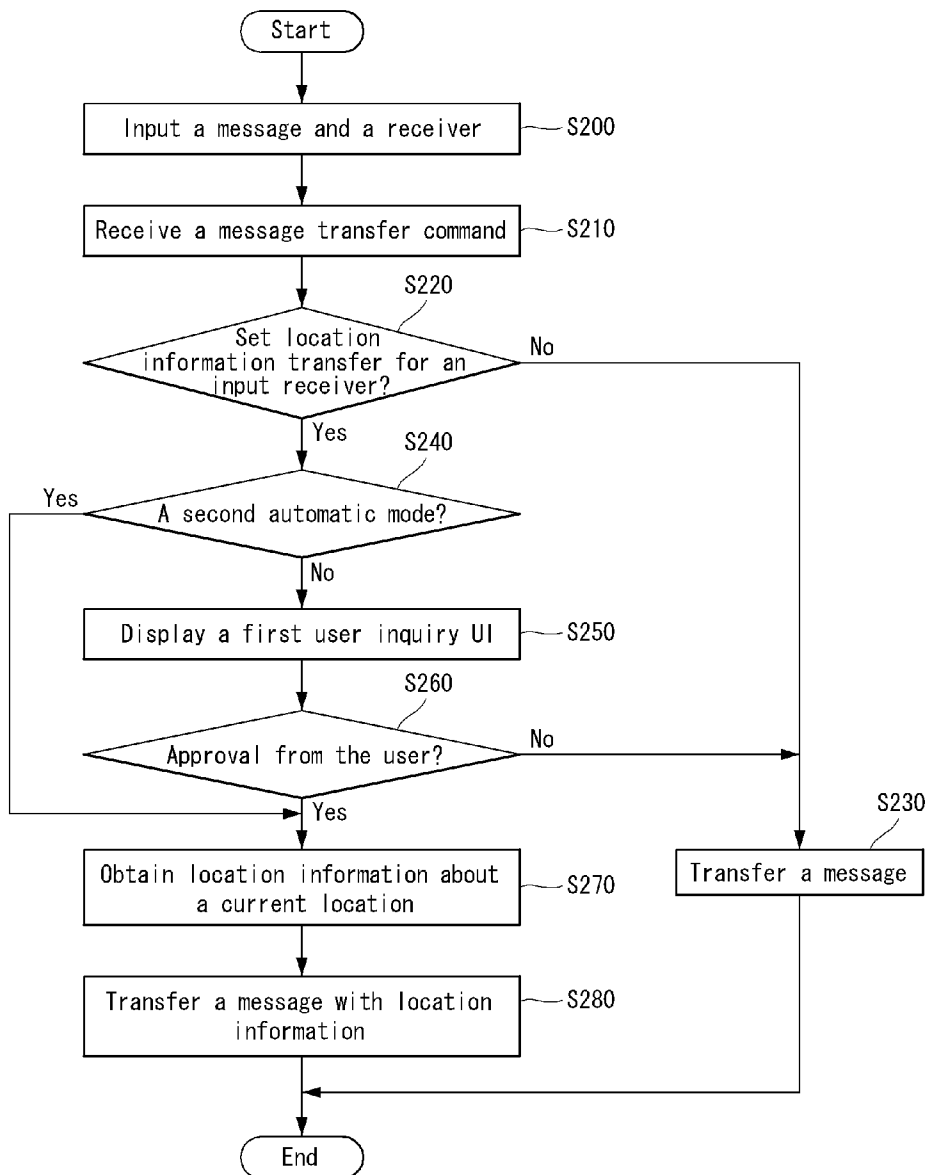 Start
Input a message and a receiver
S200
Receive a message transfer command
S210
S220
Set location
information transfer for an
input receiver?
No
Yes
S240
Yes
A second automatic mode?
No
Display a first user inquiry UI
S250
S260
Approval from the user?
No
Yes
S230
Obtain location information about
a current location
S270
Transfer a message
Transfer a message with location
information
S280
End